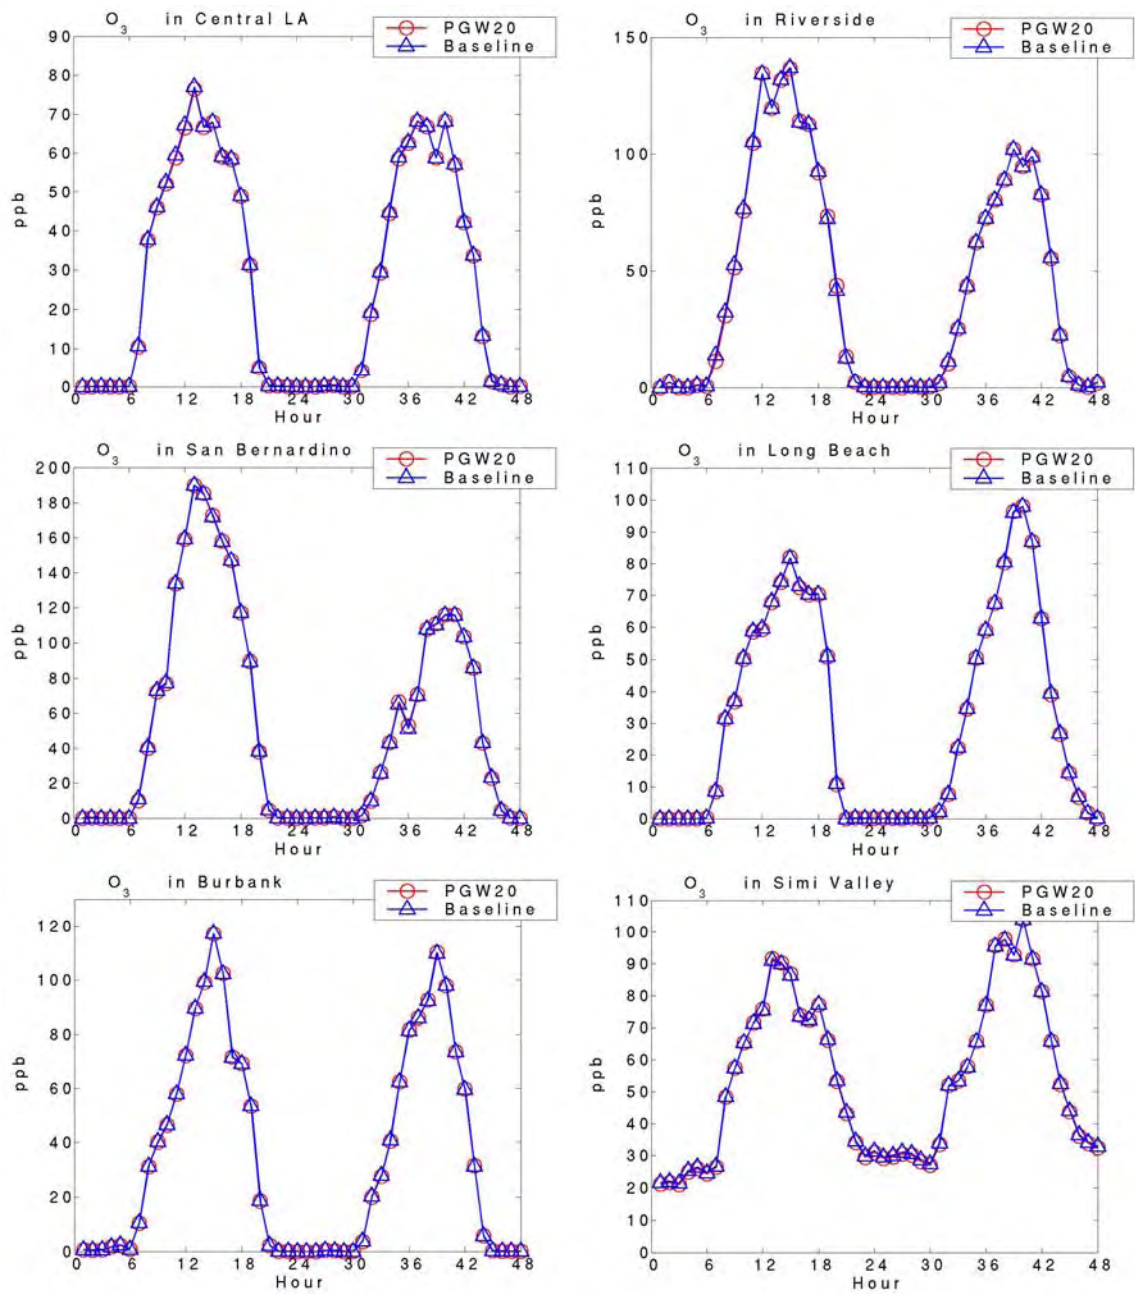 O3 in Central LA
PGW20
Baseline
90
80
70
60
50
40
30
20
10
0
ppb
0 6 12 18 24 30 36 42 48
Hour
O3 in Riverside
PGW20
Baseline
150
100
50
0
ppb
0 6 12 18 24 30 36 42 48
Hour
O3 in San Bernardino
PGW20
Baseline
200
180
160
140
120
100
80
60
40
20
0
ppb
0 6 12 18 24 30 36 42 48
Hour
O3 in Long Beach
PGW20
Baseline
110
100
90
80
70
60
50
40
30
20
10
0
ppb
0 6 12 18 24 30 36 42 48
Hour
O3 in Burbank
PGW20
Baseline
120
100
80
60
40
20
0
ppb
0 6 12 18 24 30 36 42 48
Hour
O3 in Simi Valley
PGW20
Baseline
110
100
90
80
70
60
50
40
30
20
10
0
ppb
0 6 12 18 24 30 36 42 48
Hour